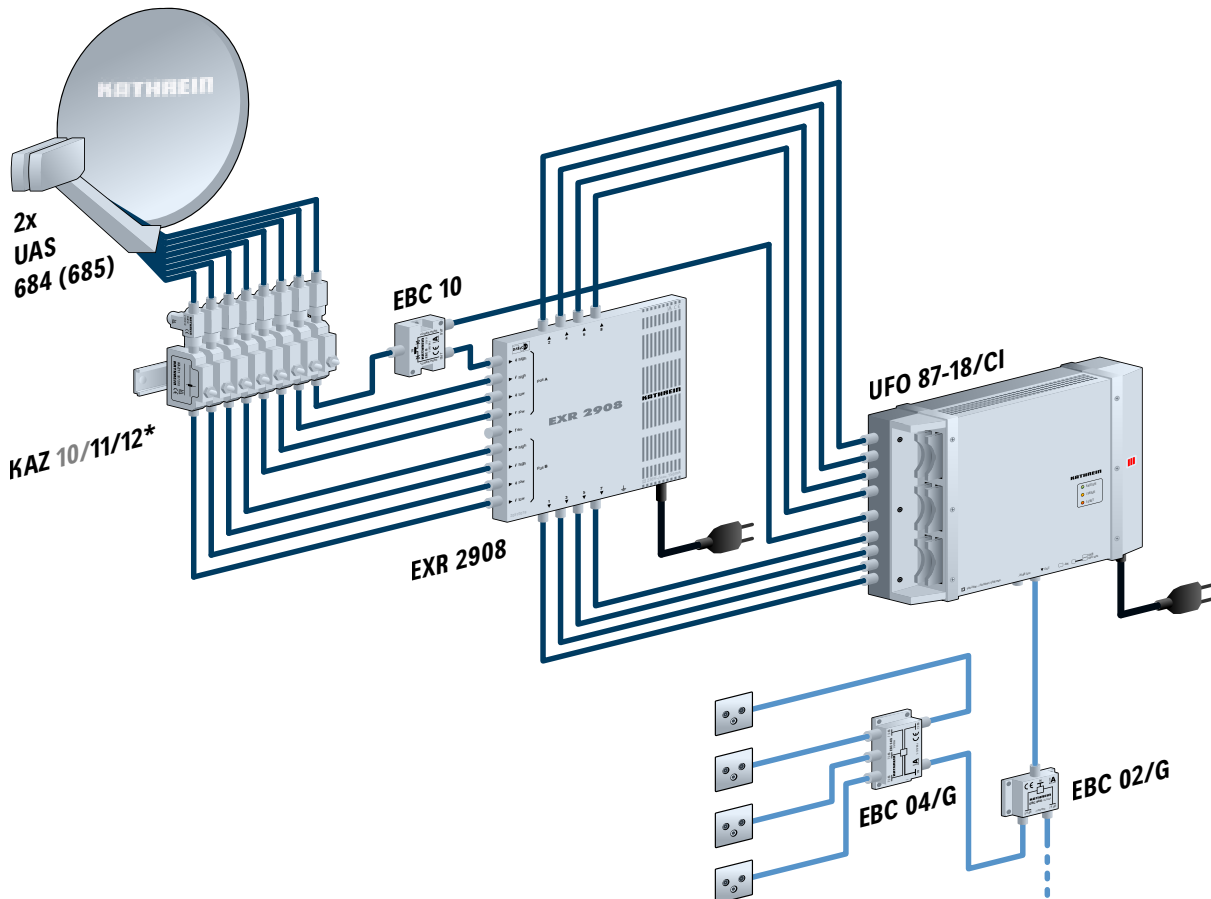 KATHREIN
2x
UAS
684 (685)
EBC 10
KAZ 10/11/12*
KATHREIN
EXR 2908
EXR 2908
UFO 87-18/CI
KATHREIN
EBC 04/G
EBC 02/G